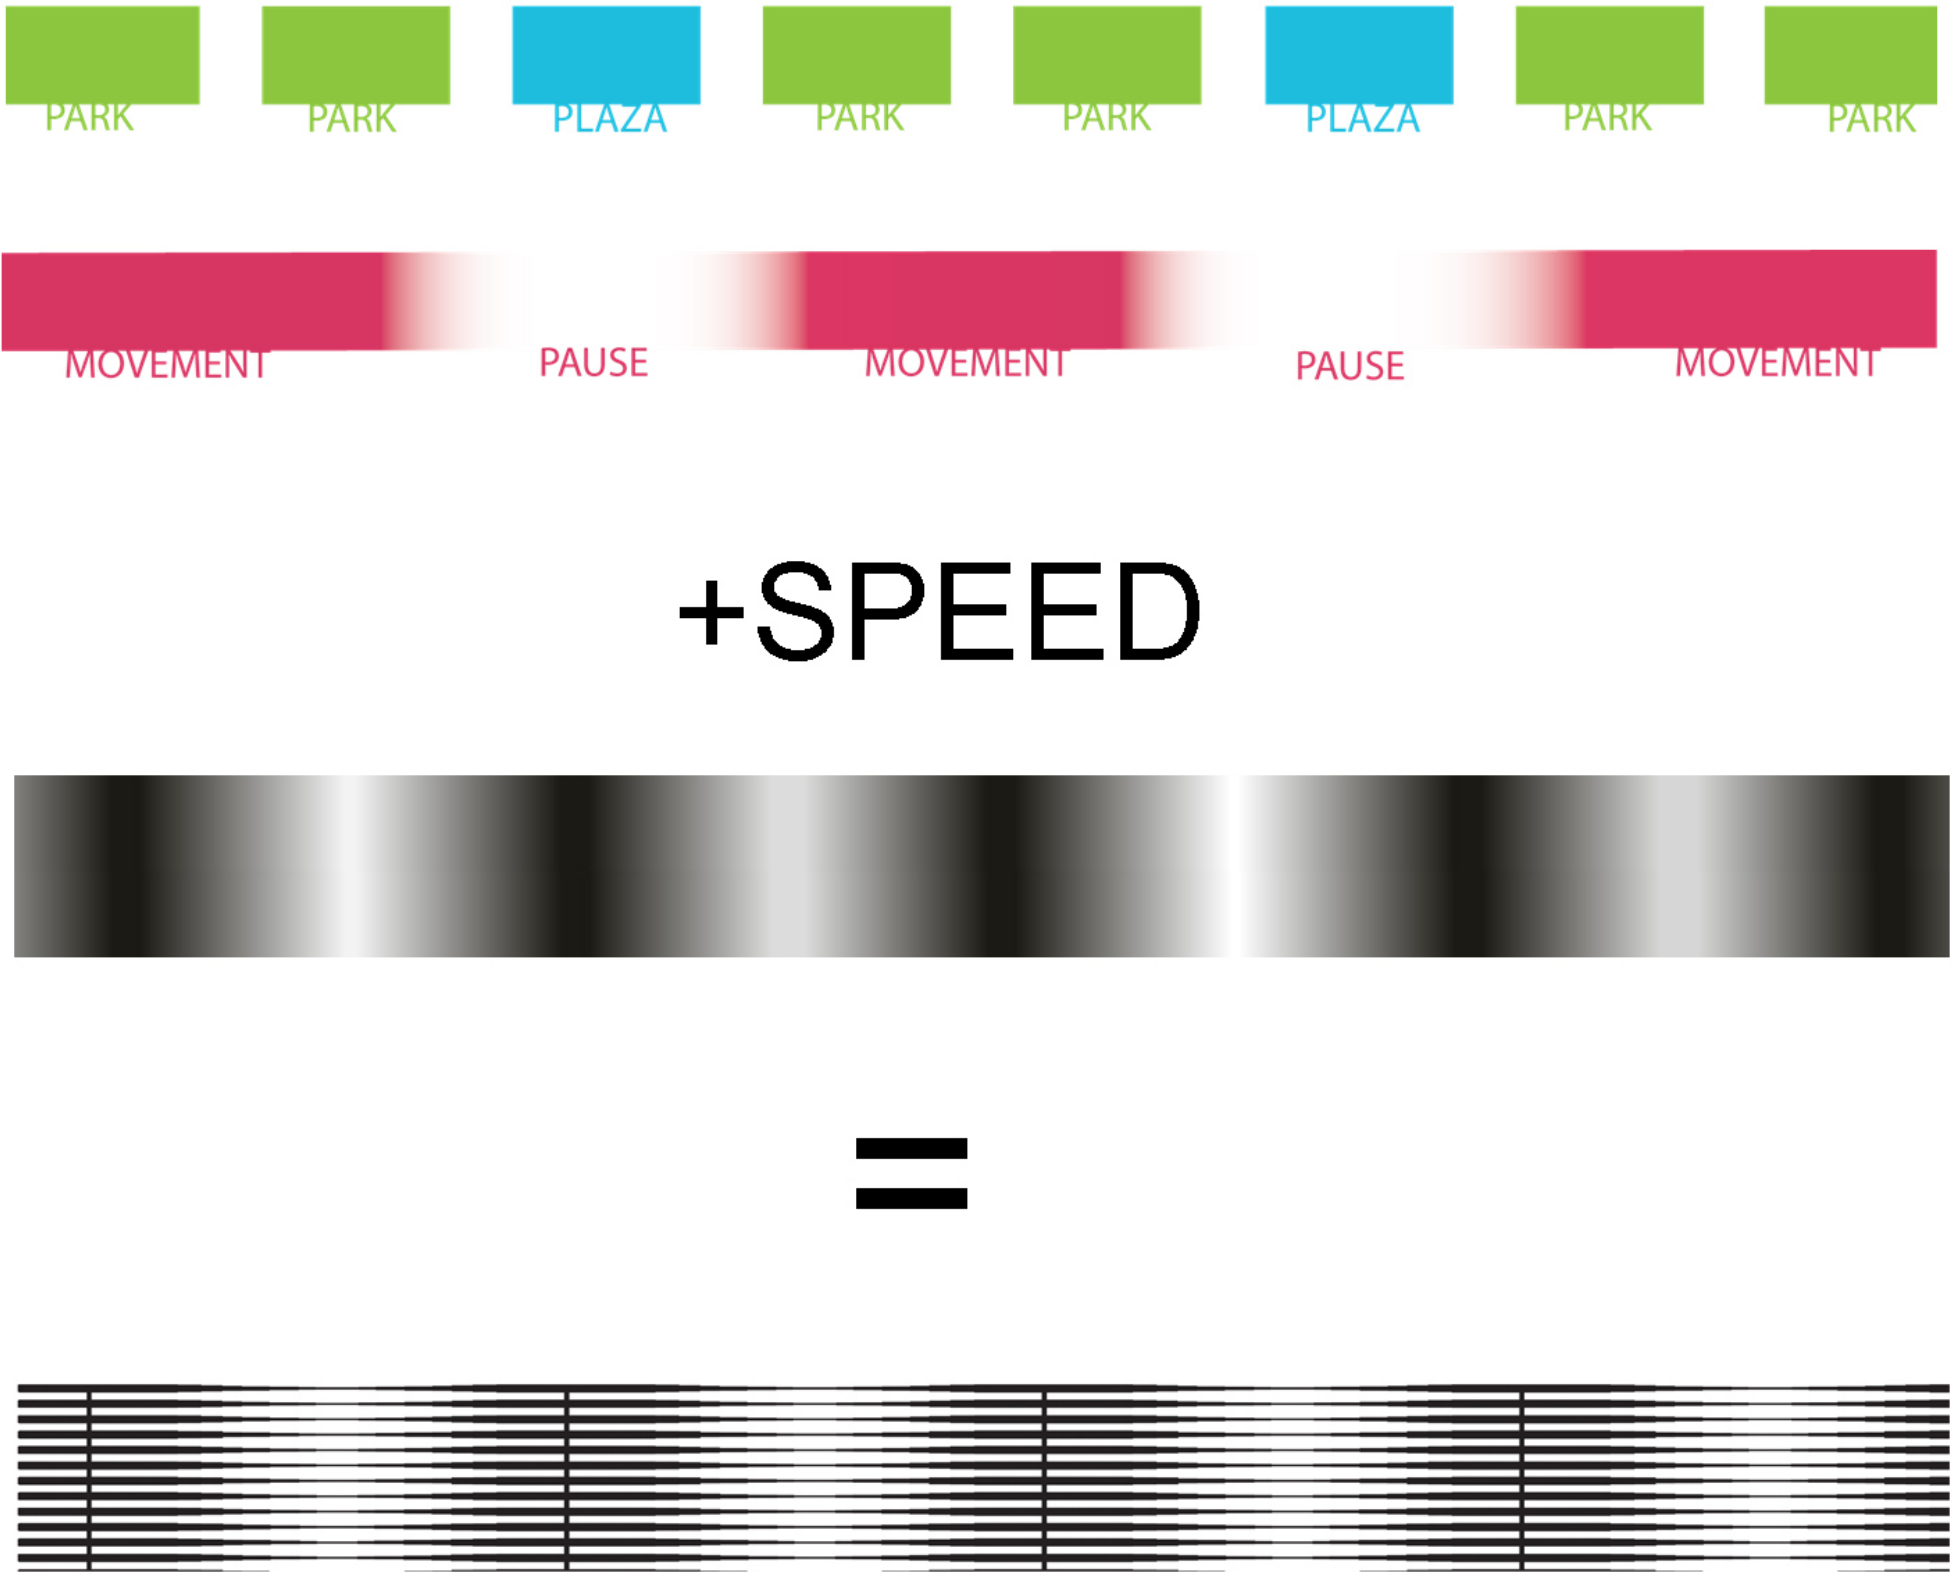 PARK PARK PLAZA PARK PARK PLAZA PARK PARK
MOVEMENT PAUSE MOVEMENT PAUSE MOVEMENT
+SPEED
=